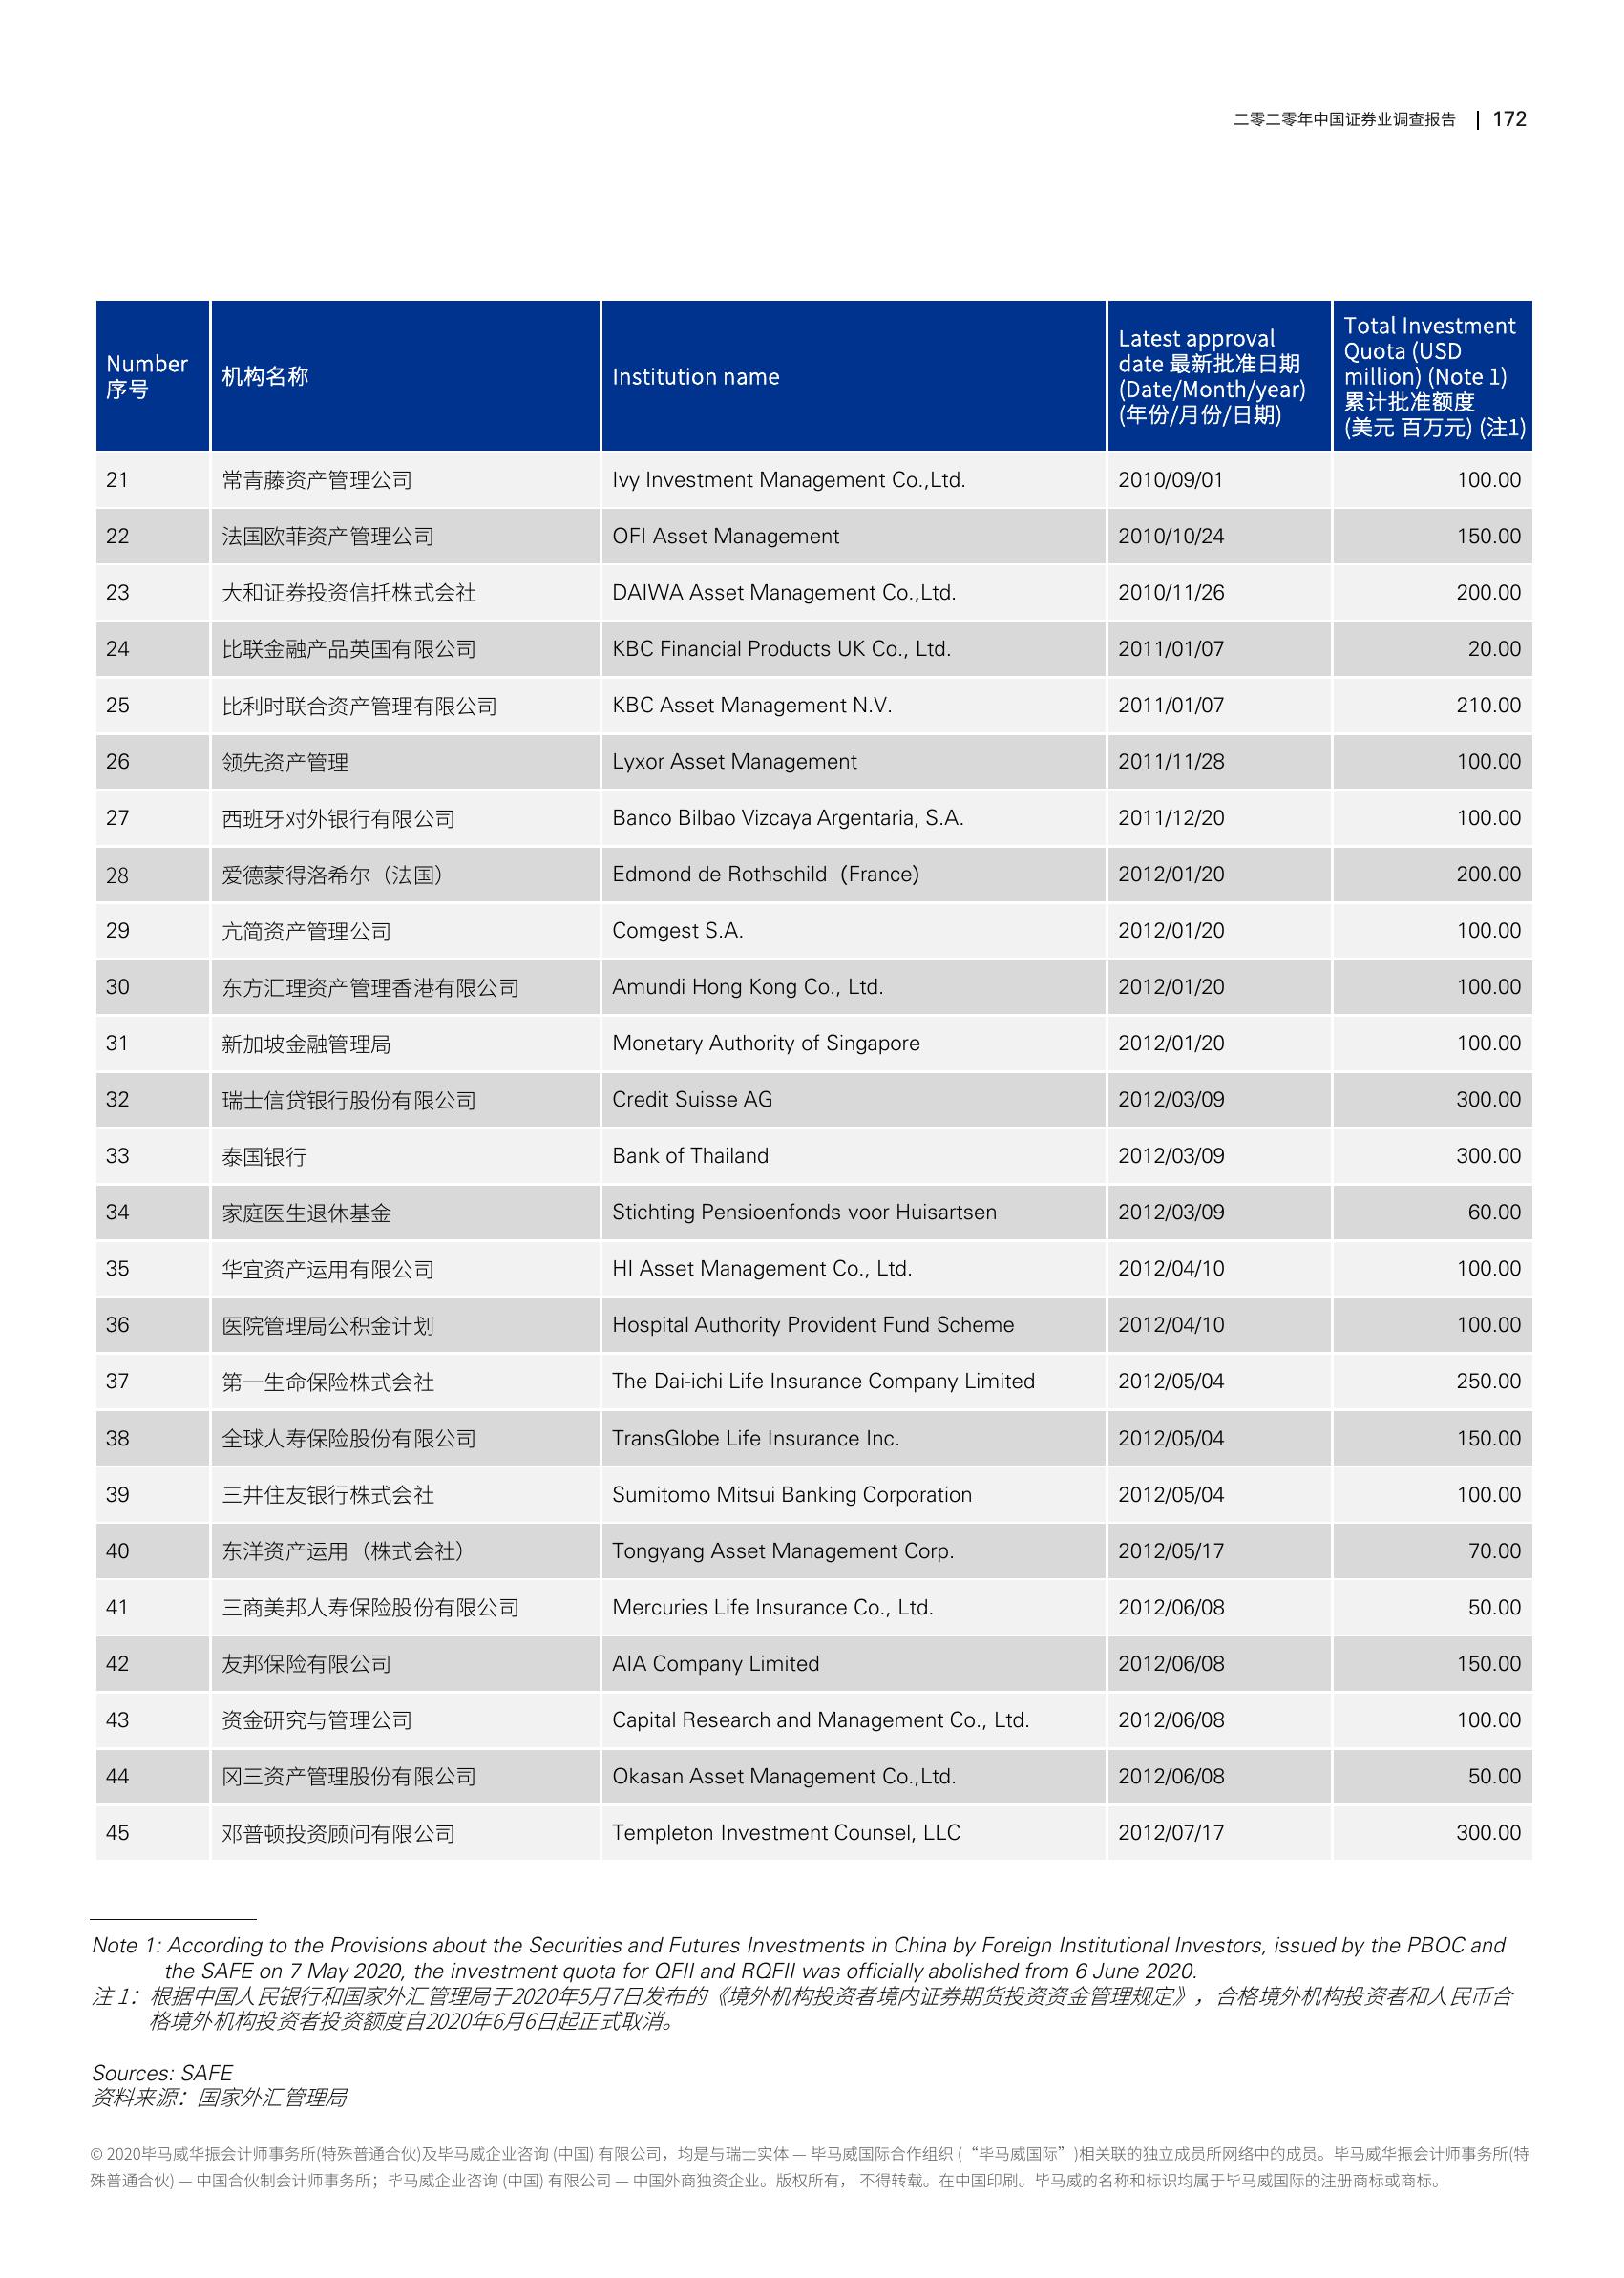 二零二零年中国证券业调查报告 | 172
Number
序号
机构名称
Institution name
Latest approval
date 最新批准日期
(Date/Month/year)
(年份/月份/日期)
Total Investment
Quota (USD
million) (Note 1)
累计批准额度
(美元 百万元) (注1)
21 常青藤资产管理公司 Ivy Investment Management Co.,Ltd. 2010/09/01 100.00
22 法国欧菲资产管理公司 OFI Asset Management 2010/10/24 150.00
23 大和证券投资信托株式会社 DAIWA Asset Management Co.,Ltd. 2010/11/26 200.00
24 比联金融产品英国有限公司 KBC Financial Products UK Co., Ltd. 2011/01/07 20.00
25 比利时联合资产管理有限公司 KBC Asset Management N.V. 2011/01/07 210.00
26 领先资产管理 Lyxor Asset Management 2011/11/28 100.00
27 西班牙对外银行有限公司 Banco Bilbao Vizcaya Argentaria, S.A. 2011/12/20 100.00
28 爱德蒙得洛希尔（法国） Edmond de Rothschild（France) 2012/01/20 200.00
29 亢简资产管理公司 Comgest S.A. 2012/01/20 100.00
30 东方汇理资产管理香港有限公司 Amundi Hong Kong Co., Ltd. 2012/01/20 100.00
31 新加坡金融管理局 Monetary Authority of Singapore 2012/01/20 100.00
32 瑞士信贷银行股份有限公司 Credit Suisse AG 2012/03/09 300.00
33 泰国银行 Bank of Thailand 2012/03/09 300.00
34 家庭医生退休基金 Stichting Pensioenfonds voor Huisartsen 2012/03/09 60.00
35 华宜资产运用有限公司 HI Asset Management Co., Ltd. 2012/04/10 100.00
36 医院管理局公积金计划 Hospital Authority Provident Fund Scheme 2012/04/10 100.00
37 第一生命保险株式会社 The Dai-ichi Life Insurance Company Limited 2012/05/04 250.00
38 全球人寿保险股份有限公司 TransGlobe Life Insurance Inc. 2012/05/04 150.00
39 三井住友银行株式会社 Sumitomo Mitsui Banking Corporation 2012/05/04 100.00
40 东洋资产运用（株式会社） Tongyang Asset Management Corp. 2012/05/17 70.00
41 三商美邦人寿保险股份有限公司 Mercuries Life Insurance Co., Ltd. 2012/06/08 50.00
42 友邦保险有限公司 AIA Company Limited 2012/06/08 150.00
43 资金研究与管理公司 Capital Research and Management Co., Ltd. 2012/06/08 100.00
44 冈三资产管理股份有限公司 Okasan Asset Management Co.,Ltd. 2012/06/08 50.00
45 邓普顿投资顾问有限公司 Templeton Investment Counsel, LLC 2012/07/17 300.00
Note 1: According to the Provisions about the Securities and Futures Investments in China by Foreign Institutional Investors, issued by the PBOC and
the SAFE on 7 May 2020, the investment quota for QFII and RQFII was officially abolished from 6 June 2020.
注 1：根据中国人民银行和国家外汇管理局于2020年5月7日发布的《境外机构投资者境内证券期货投资资金管理规定》，合格境外机构投资者和人民币合
格境外机构投资者投资额度自2020年6月6日起正式取消。
Sources: SAFE
资料来源：国家外汇管理局
© 2020毕马威华振会计师事务所(特殊普通合伙)及毕马威企业咨询 (中国) 有限公司，均是与瑞士实体 — 毕马威国际合作组织 (“毕马威国际”)相关联的独立成员所网络中的成员。毕马威华振会计师事务所(特
殊普通合伙) — 中国合伙制会计师事务所；毕马威企业咨询 (中国) 有限公司 — 中国外商独资企业。版权所有， 不得转载。在中国印刷。毕马威的名称和标识均属于毕马威国际的注册商标或商标。